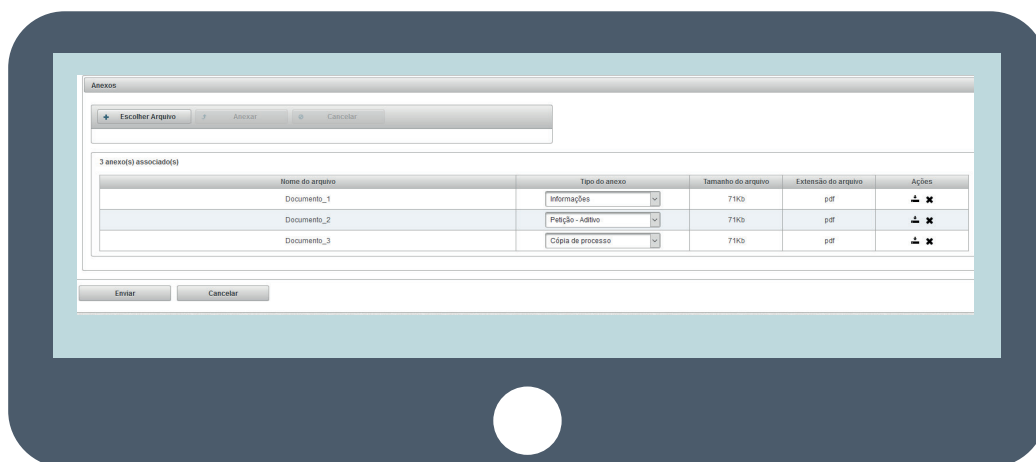 Anexos
+ Escolher Arquivo Anexar Cancelar
3 anexo(s) associado(s)
Nome do arquivo Tipo do anexo Tamanho do arquivo Extensão do arquivo Ações
Documento_1 Informações 71Kb pdf
Documento_2 Petição - Aditivo 71Kb pdf
Documento_3 Cópia de processo 71Kb pdf
Enviar Cancelar